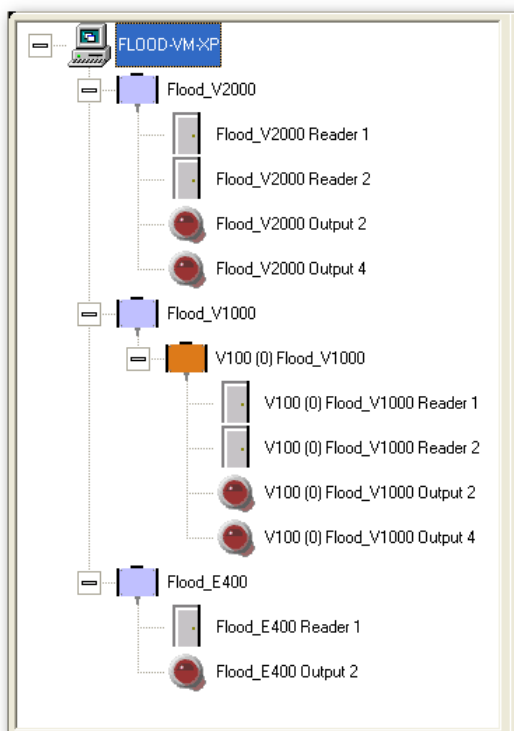 FLOOD-VM-XP
Flood_V2000
Flood_V2000 Reader 1
Flood_V2000 Reader 2
Flood_V2000 Output 2
Flood_V2000 Output 4
Flood_V1000
V100 (0) Flood_V1000
V100 (0) Flood_V1000 Reader 1
V100 (0) Flood_V1000 Reader 2
V100 (0) Flood_V1000 Output 2
V100 (0) Flood_V1000 Output 4
Flood_E400
Flood_E400 Reader 1
Flood_E400 Output 2